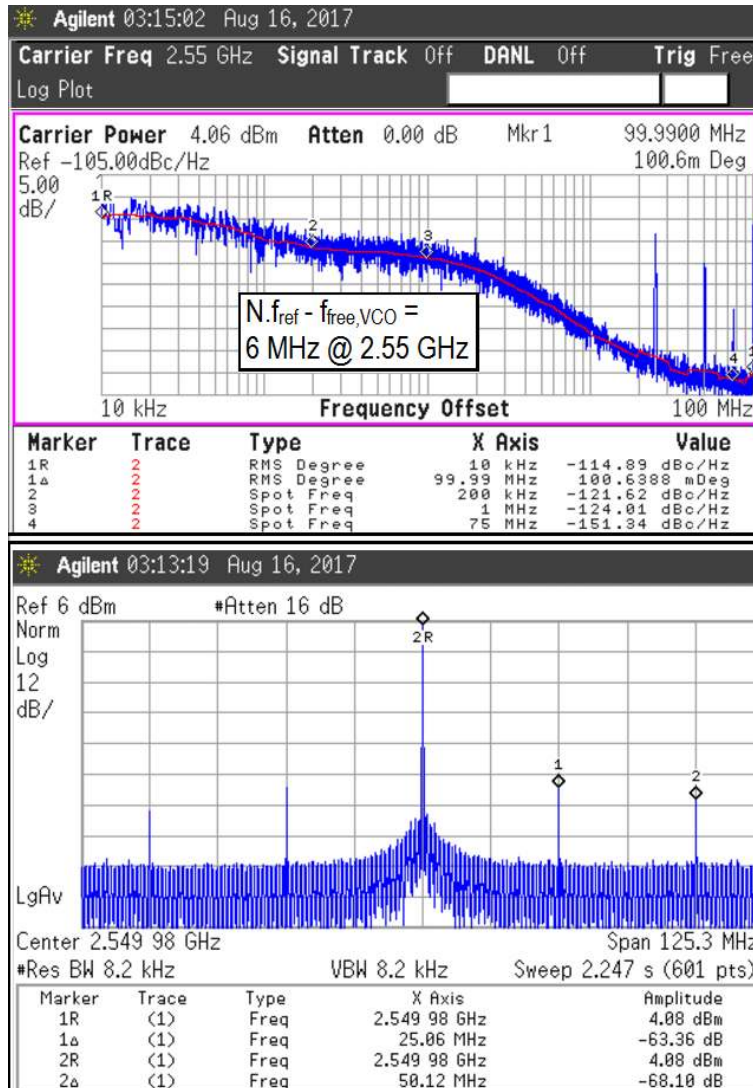 Agilent 03:15:02 Aug 16, 2017
Carrier Freq 2.55 GHz Signal Track Off DANL Off Trig Free
Log Plot
Carrier Power 4.06 dBm Atten 0.00 dB Mkr1 99.9900 MHz
Ref -105.00dBc/Hz 100.6m Deg
5.00
dB/
1R
2
3
4
1
N.fref - ffree,VCO =
6 MHz @ 2.55 GHz
10 kHz Frequency Offset 100 MHz
Marker Trace Type X Axis Value
1R 2 RMS Degree 10 kHz -114.89 dBc/Hz
1Δ 2 RMS Degree 99.99 MHz 100.6388 mDeg
2 2 Spot Freq 200 kHz -121.62 dBc/Hz
3 2 Spot Freq 1 MHz -124.01 dBc/Hz
4 2 Spot Freq 75 MHz -151.34 dBc/Hz
Agilent 03:13:19 Aug 16, 2017
Ref 6 dBm #Atten 16 dB
Norm
Log
12
dB/
2R
1
2
LgAv
Center 2.549 98 GHz Span 125.3 MHz
#Res BW 8.2 kHz VBW 8.2 kHz Sweep 2.247 s (601 pts)
Marker Trace Type X Axis Amplitude
1R (1) Freq 2.549 98 GHz 4.08 dBm
1Δ (1) Freq 25.06 MHz -63.36 dB
2R (1) Freq 2.549 98 GHz 4.08 dBm
2Δ (1) Freq 50.12 MHz -68.10 dB